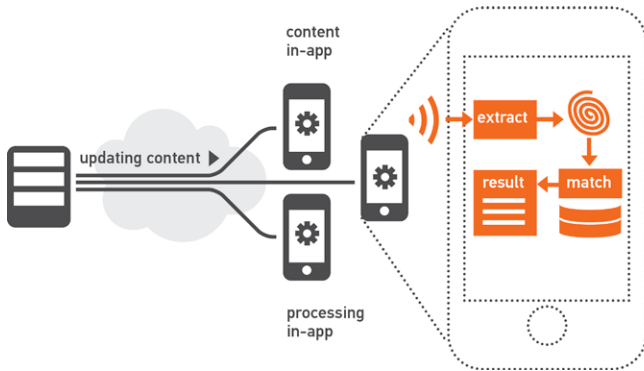 content
in-app
updating content
extract
result
match
processing
in-app